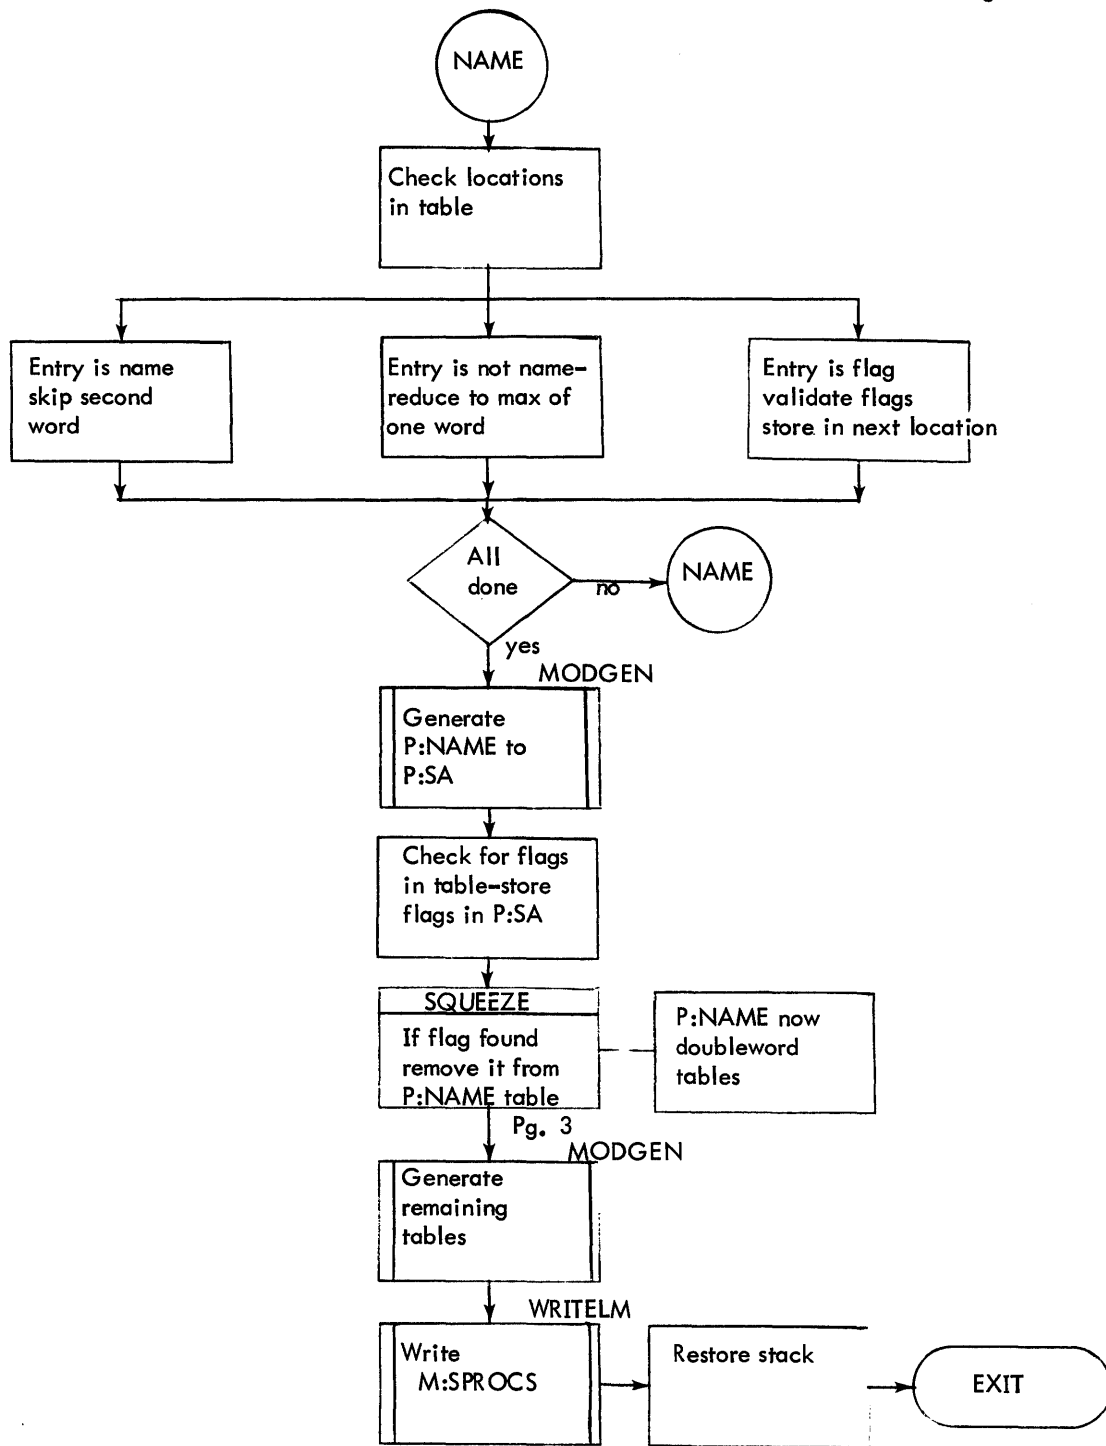 NAME
Check locations
in table
Entry is name
skip second
word
Entry is not name-
reduce to max of
one word
Entry is flag
validate flags
store in next location
All
done
no
NAME
yes
MODGEN
Generate
P:NAME to
P:SA
Check for flags
in table-store
flags in P:SA
SQUEEZE
If flag found
remove it from
P:NAME table
P:NAME now
doubleword
tables
Pg. 3
MODGEN
Generate
remaining
tables
WRITELM
Write
M:SPROCS
Restore stack
EXIT